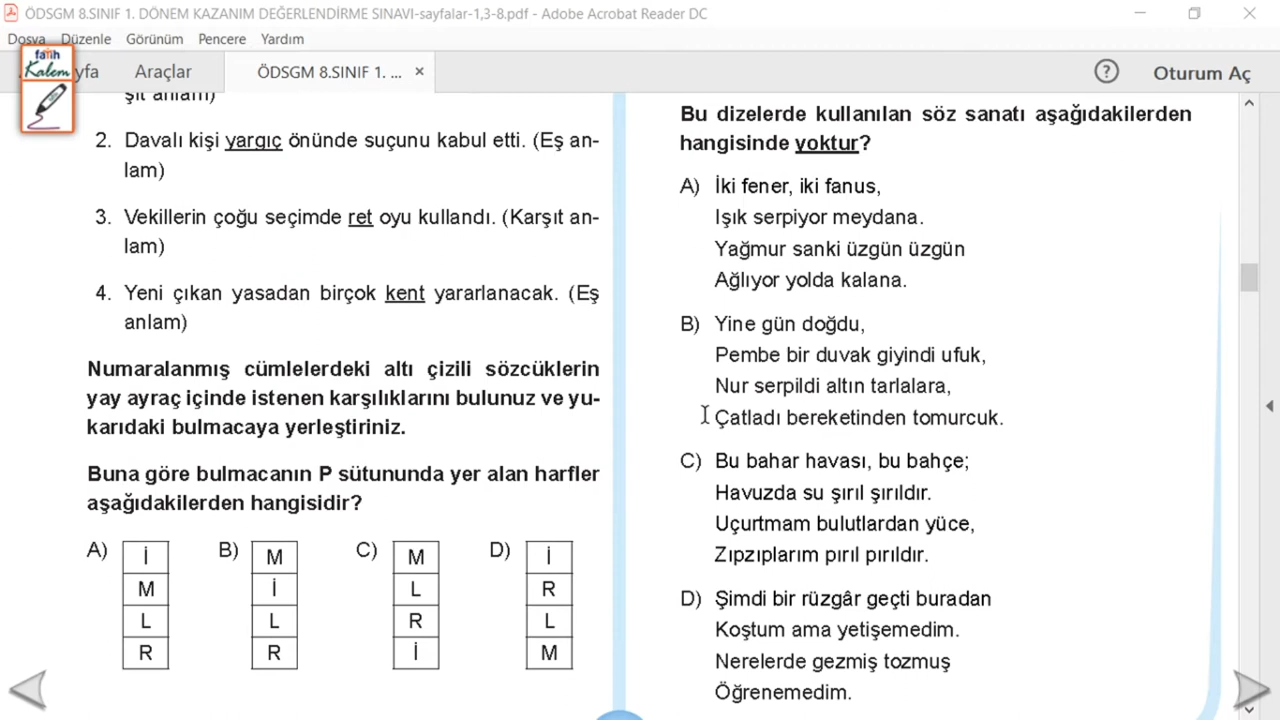 ÖDSGM 8.SINIF 1. DÖNEM KAZANIM DEĞERLENDİRME SINAVI-sayfalar-1,3-8.pdf - Adobe Acrobat Reader DC
Dosya Düzenle Görünüm Pencere Yardım
fatih
Kalem
yfa Araçlar ÖDSGM 8.SINIF 1. ... × ? Oturum Aç
şıt anlam)
2. Davalı kişi yargıç önünde suçunu kabul etti. (Eş an-
lam)
3. Vekillerin çoğu seçimde ret oyu kullandı. (Karşıt an-
lam)
4. Yeni çıkan yasadan birçok kent yararlanacak. (Eş
anlam)
Numaralanmış cümlelerdeki altı çizili sözcüklerin
yay ayraç içinde istenen karşılıklarını bulunuz ve yu-
karıdaki bulmacaya yerleştiriniz.
Buna göre bulmacanın P sütununda yer alan harfler
aşağıdakilerden hangisidir?
A) B) C) D)
İ M M İ
M İ L R
L L R L
R R İ M
Bu dizelerde kullanılan söz sanatı aşağıdakilerden
hangisinde yoktur?
A) İki fener, iki fanus,
Işık serpiyor meydana.
Yağmur sanki üzgün üzgün
Ağlıyor yolda kalana.
B) Yine gün doğdu,
Pembe bir duvak giyindi ufuk,
Nur serpildi altın tarlalara,
Çatladı bereketinden tomurcuk.
C) Bu bahar havası, bu bahçe;
Havuzda su şırıl şırıldır.
Uçurtmam bulutlardan yüce,
Zıpzıplarım pırıl pırıldır.
D) Şimdi bir rüzgâr geçti buradan
Koştum ama yetişemedim.
Nerelerde gezmiş tozmuş
Öğrenemedim.